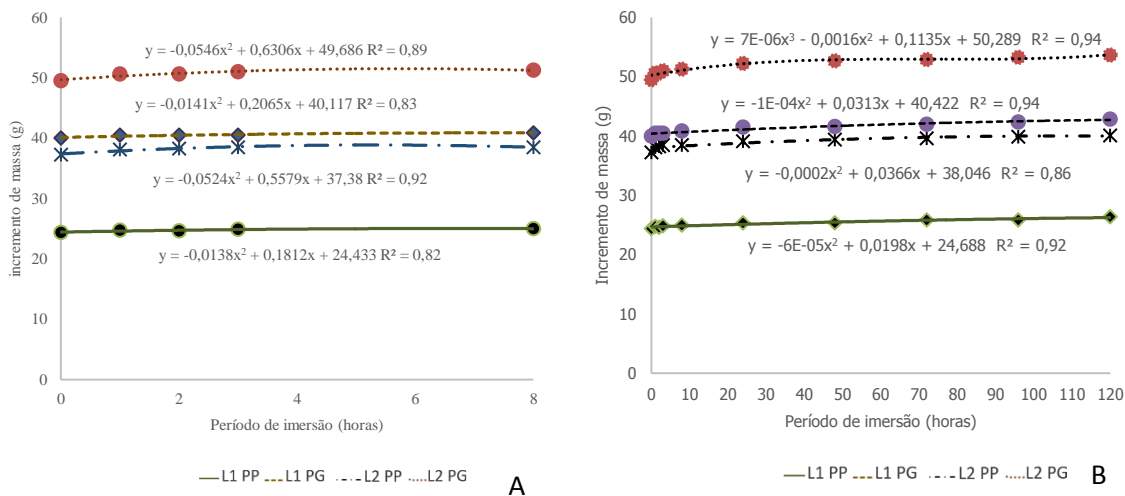 60
50
40
30
20
10
0
incremento de massa (g)
y = -0,0546x² + 0,6306x + 49,686 R² = 0,89
y = -0,0141x² + 0,2065x + 40,117 R² = 0,83
y = -0,0524x² + 0,5579x + 37,38 R² = 0,92
y = -0,0138x² + 0,1812x + 24,433 R² = 0,82
0 2 4 6 8
Período de imersão (horas)
L1 PP L1 PG L2 PP L2 PG
A
60
50
40
30
20
10
0
Incremento de massa (g)
y = 7E-06x³ - 0,0016x² + 0,1135x + 50,289 R² = 0,94
y = -1E-04x² + 0,0313x + 40,422 R² = 0,94
y = -0,0002x² + 0,0366x + 38,046 R² = 0,86
y = -6E-05x² + 0,0198x + 24,688 R² = 0,92
0 10 20 30 40 50 60 70 80 90 100 110 120
Período de imersão (horas)
L1 PP L1 PG L2 PP L2 PG
B